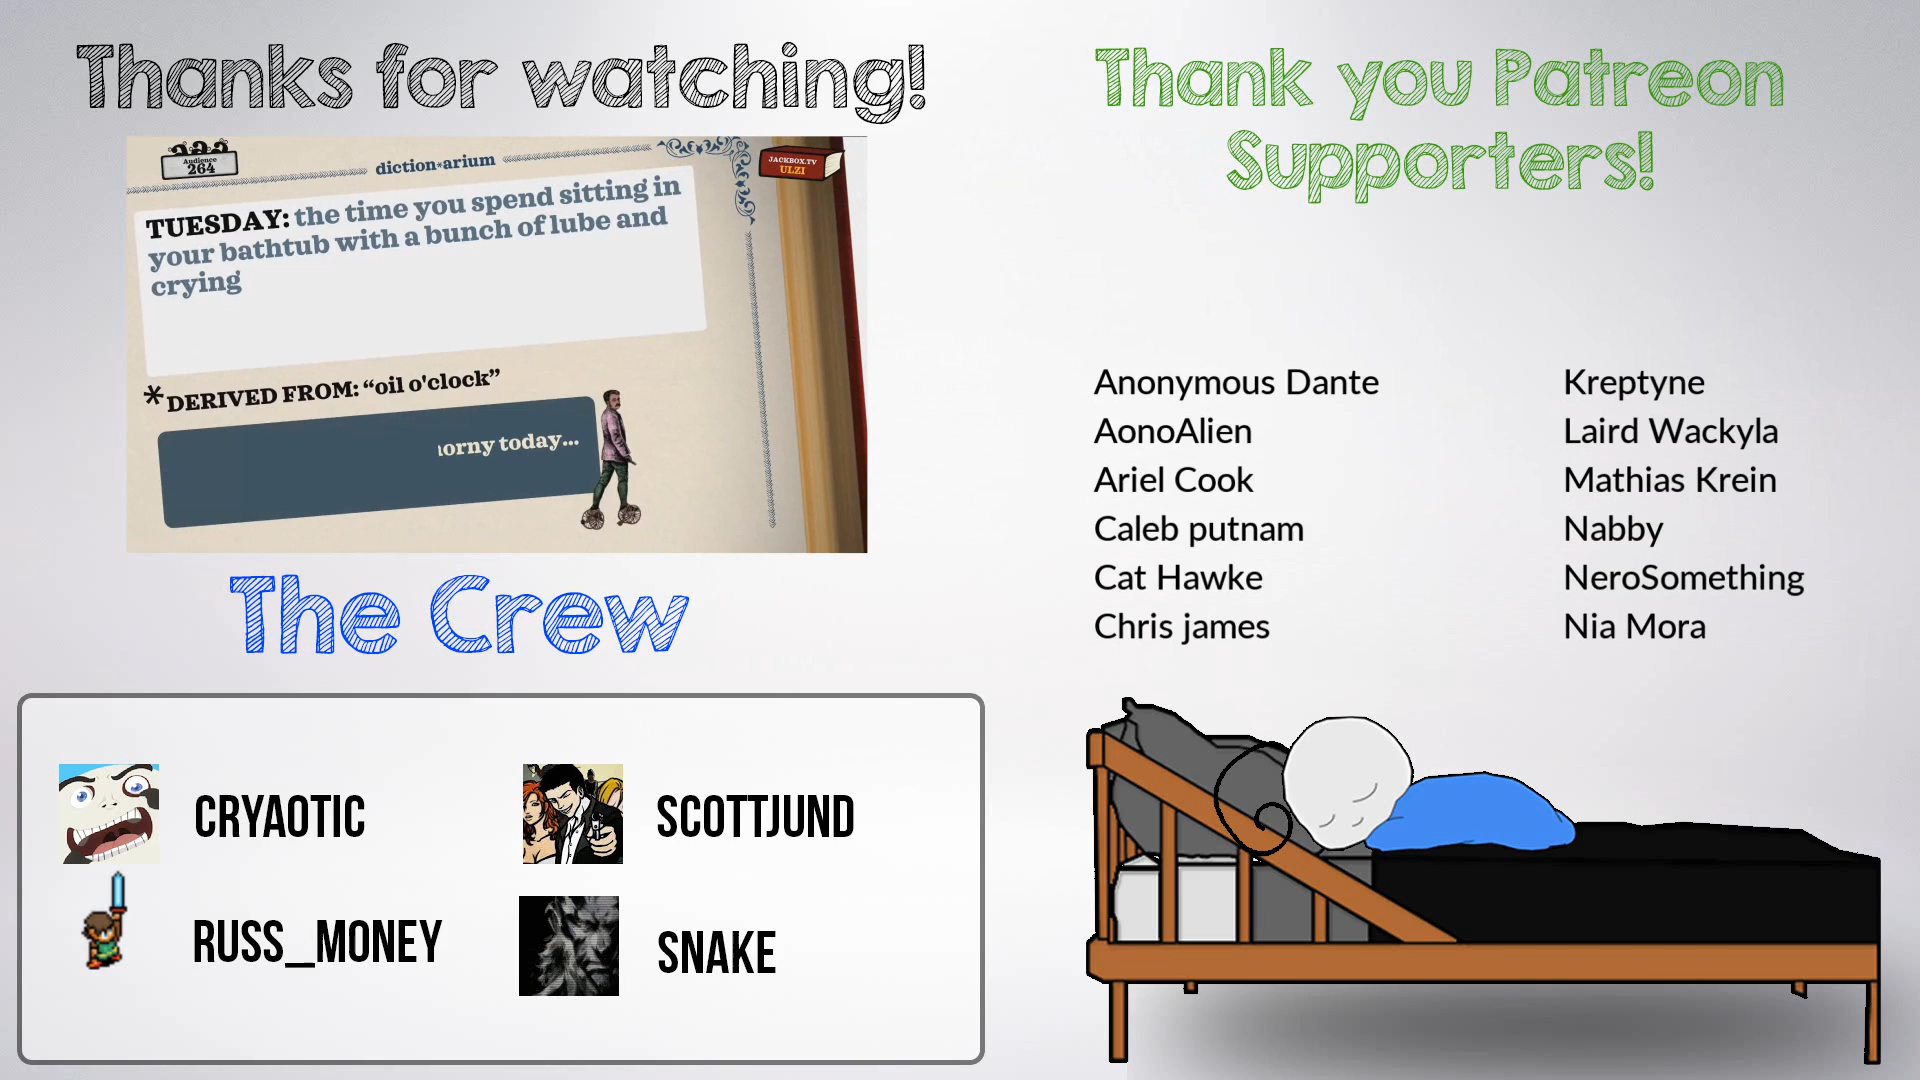 Thanks for watching!
Audience
264
diction*arium
JACKBOX.TV
ULZI
TUESDAY: the time you spend sitting in
your bathtub with a bunch of lube and
crying
*DERIVED FROM: “oil o'clock”
orny today...
The Crew
CRYAOTIC
SCOTTJUND
RUSS_MONEY
SNAKE
Thank you Patreon
Supporters!
Anonymous Dante
AonoAlien
Ariel Cook
Caleb putnam
Cat Hawke
Chris james
Kreptyne
Laird Wackyla
Mathias Krein
Nabby
NeroSomething
Nia Mora